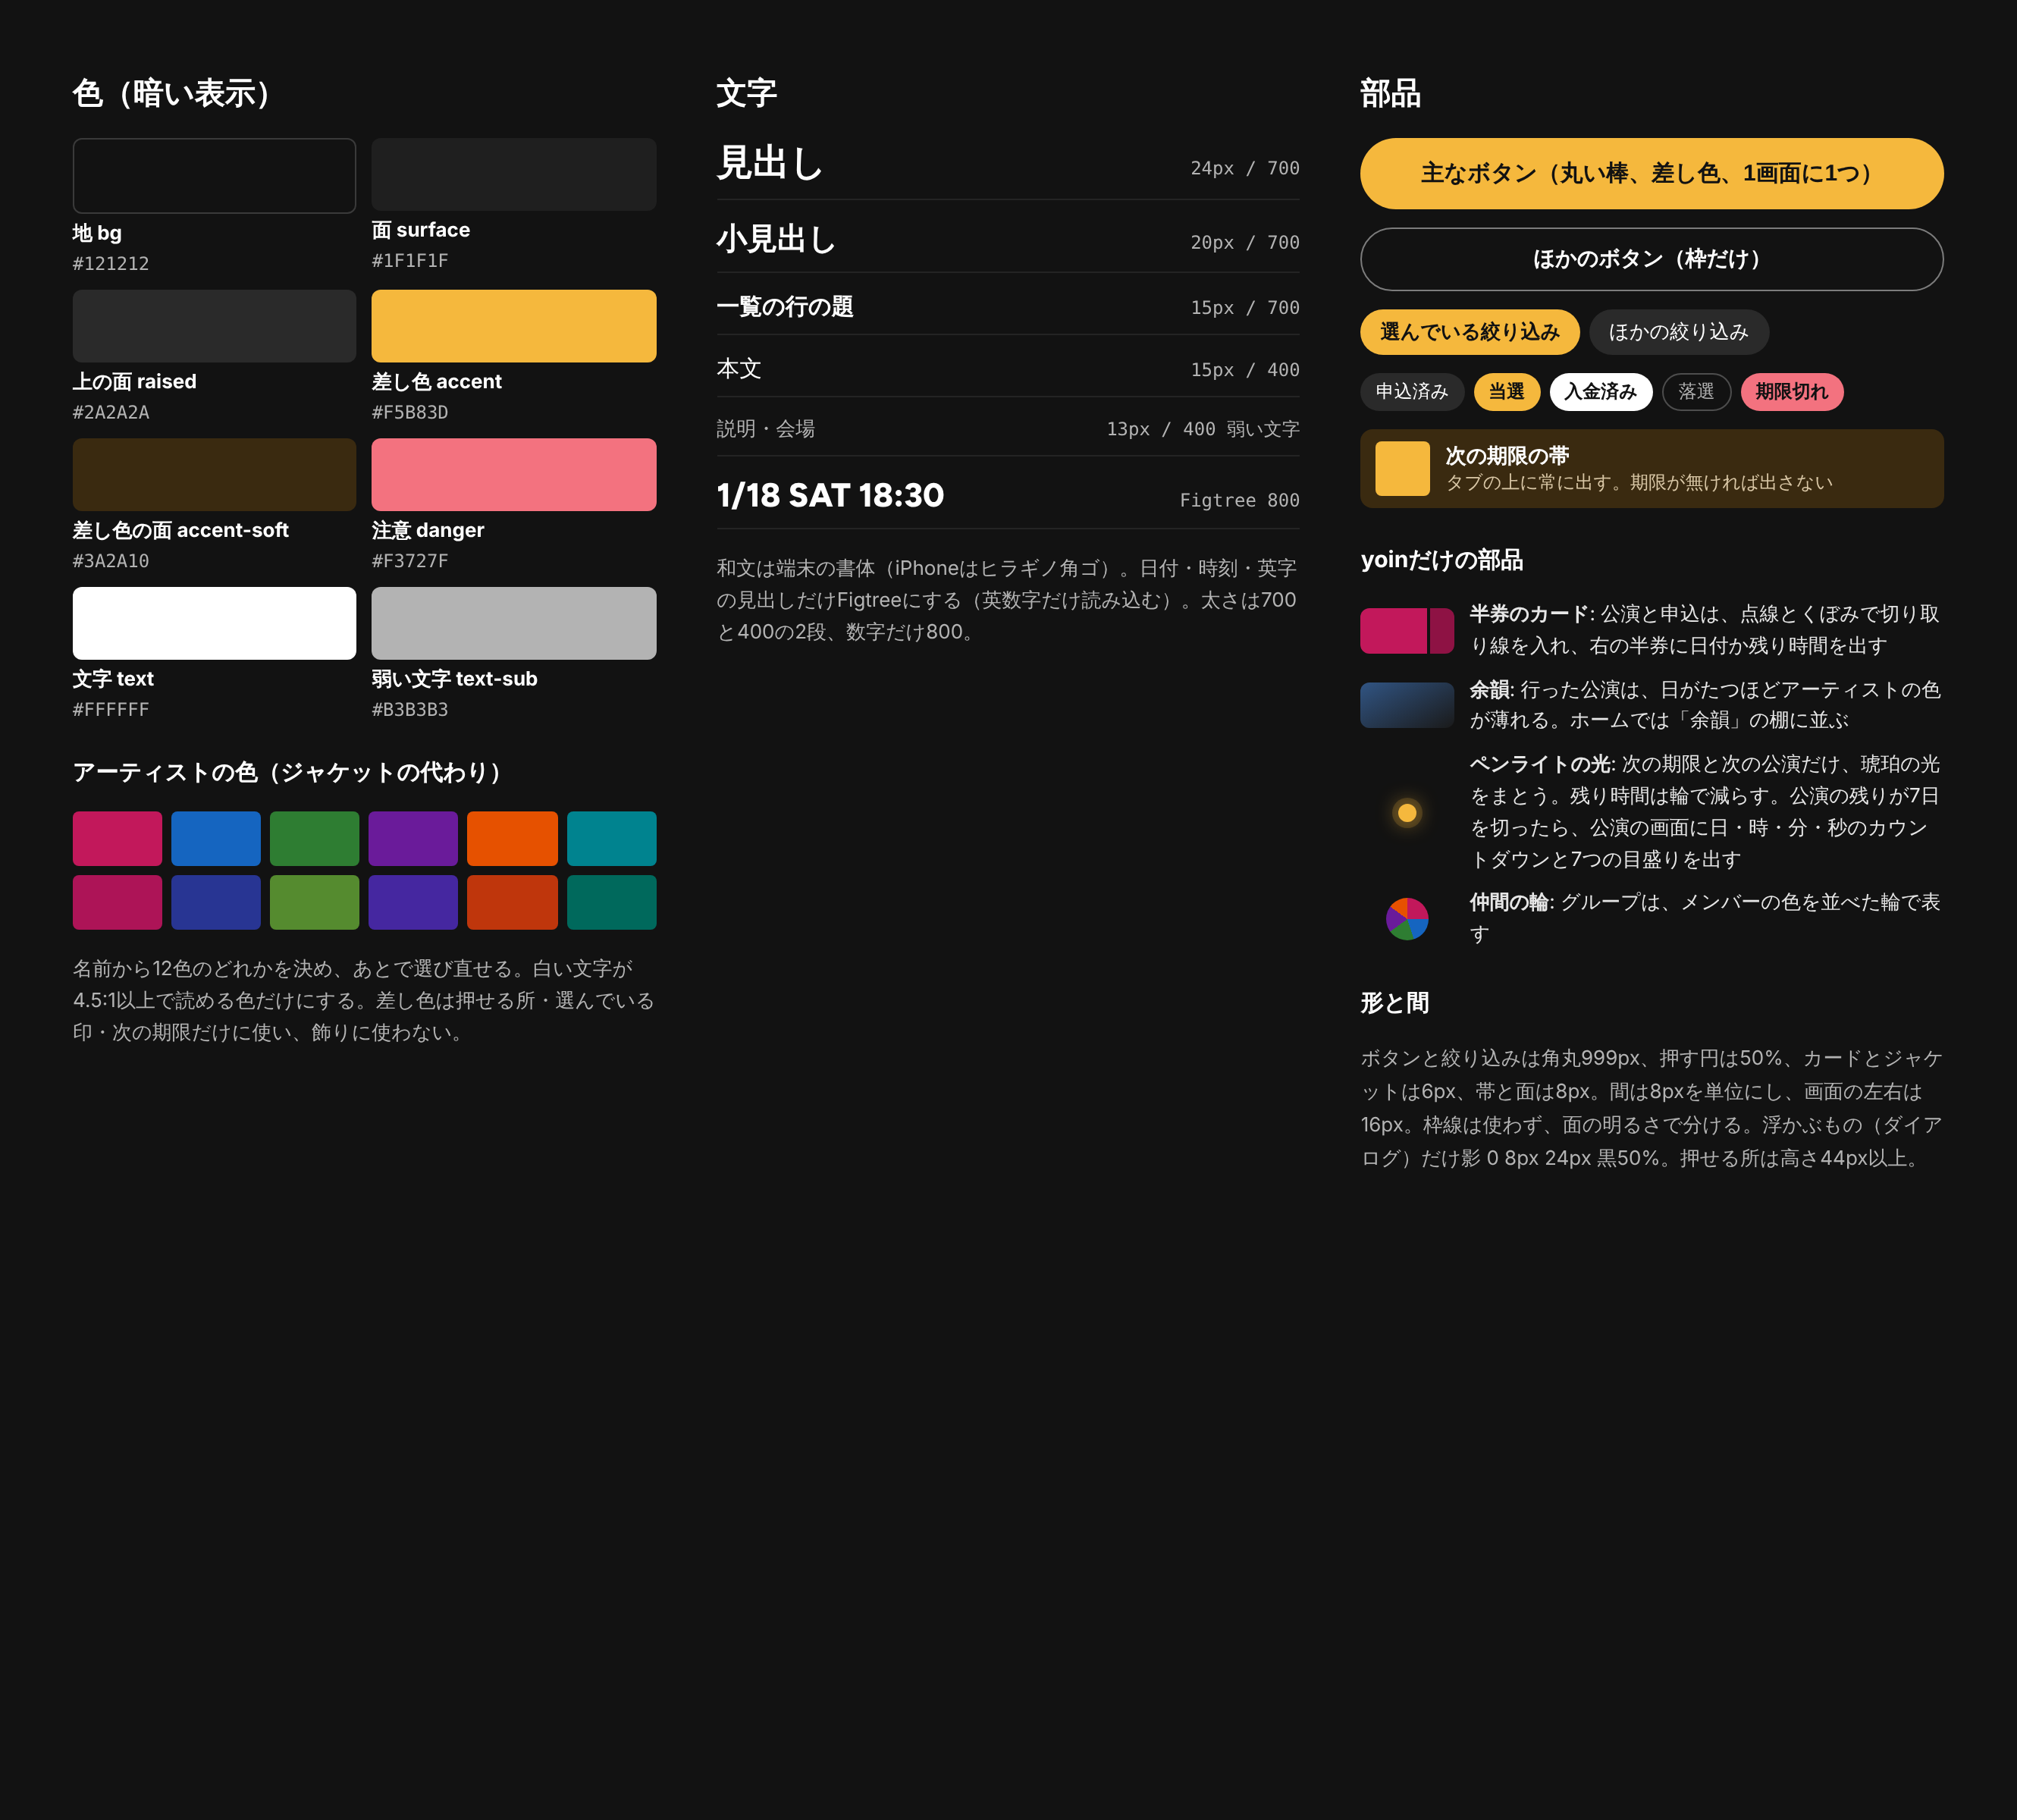 色（暗い表示）
地 bg
#121212
面 surface
#1F1F1F
上の面 raised
#2A2A2A
差し色 accent
#F5B83D
差し色の面 accent-soft
#3A2A10
注意 danger
#F3727F
文字 text
#FFFFFF
弱い文字 text-sub
#B3B3B3
アーティストの色（ジャケットの代わり）
名前から12色のどれかを決め、あとで選び直せる。白い文字が
4.5:1以上で読める色だけにする。差し色は押せる所・選んでいる
印・次の期限だけに使い、飾りに使わない。
文字
見出し 24px / 700
小見出し 20px / 700
一覧の行の題 15px / 700
本文 15px / 400
説明・会場 13px / 400 弱い文字
1/18 SAT 18:30 Figtree 800
和文は端末の書体（iPhoneはヒラギノ角ゴ）。日付・時刻・英字
の見出しだけFigtreeにする（英数字だけ読み込む）。太さは700
と400の2段、数字だけ800。
部品
主なボタン（丸い棒、差し色、1画面に1つ）
ほかのボタン（枠だけ）
選んでいる絞り込み ほかの絞り込み
申込済み 当選 入金済み 落選 期限切れ
次の期限の帯
タブの上に常に出す。期限が無ければ出さない
yoinだけの部品
半券のカード: 公演と申込は、点線とくぼみで切り取
り線を入れ、右の半券に日付か残り時間を出す
余韻: 行った公演は、日がたつほどアーティストの色
が薄れる。ホームでは「余韻」の棚に並ぶ
ペンライトの光: 次の期限と次の公演だけ、琥珀の光
をまとう。残り時間は輪で減らす。公演の残りが7日
を切ったら、公演の画面に日・時・分・秒のカウン
トダウンと7つの目盛りを出す
仲間の輪: グループは、メンバーの色を並べた輪で表
す
形と間
ボタンと絞り込みは角丸999px、押す円は50%、カードとジャケ
ットは6px、帯と面は8px。間は8pxを単位にし、画面の左右は
16px。枠線は使わず、面の明るさで分ける。浮かぶもの（ダイア
ログ）だけ影 0 8px 24px 黒50%。押せる所は高さ44px以上。